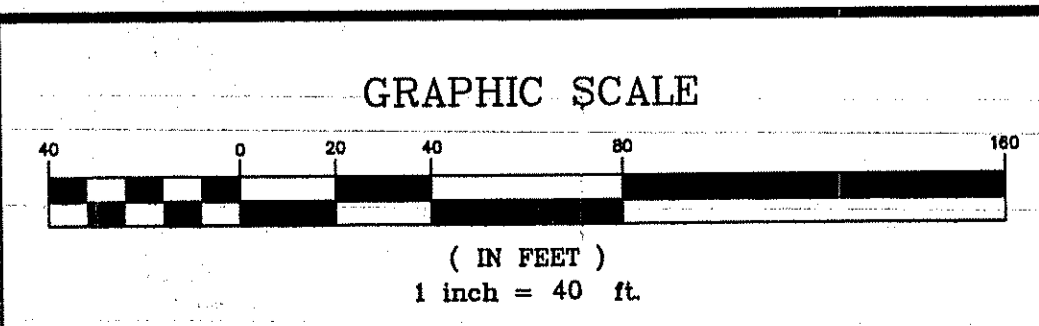 GRAPHIC SCALE
40 0 20 40 80 160
( IN FEET )
1 inch = 40 ft.